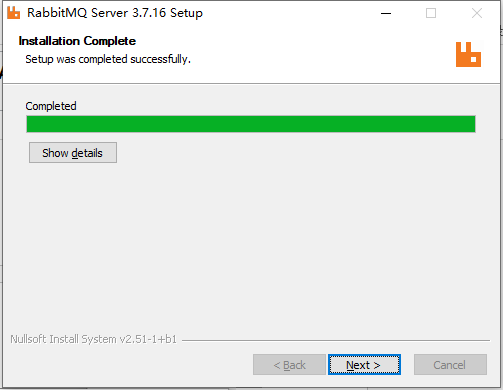 RabbitMQ Server 3.7.16 Setup
Installation Complete
Setup was completed successfully.
Completed
Show details
Nullsoft Install System v2.51-1+b1
< Back Next > Cancel